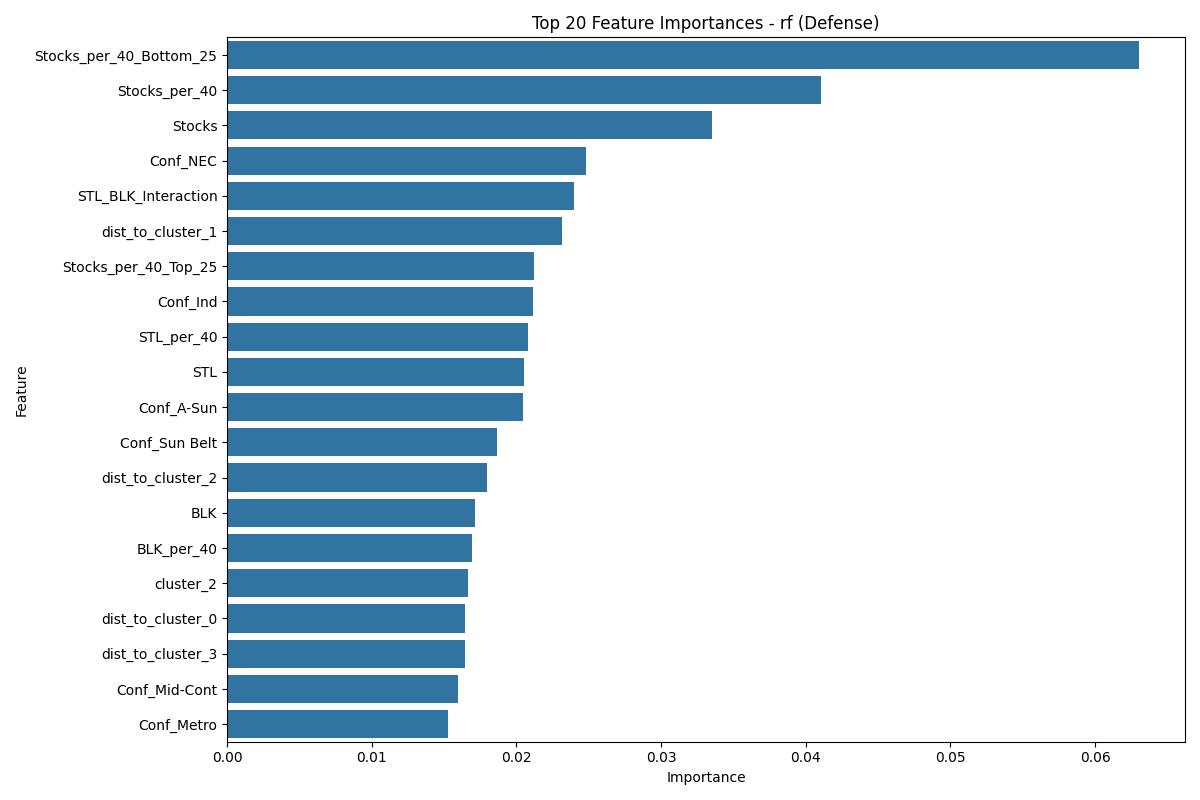 Top 20 Feature Importances - rf (Defense)
Stocks_per_40_Bottom_25
Stocks_per_40
Stocks
Conf_NEC
STL_BLK_Interaction
dist_to_cluster_1
Stocks_per_40_Top_25
Conf_Ind
STL_per_40
STL
Conf_A-Sun
Conf_Sun Belt
dist_to_cluster_2
BLK
BLK_per_40
cluster_2
dist_to_cluster_0
dist_to_cluster_3
Conf_Mid-Cont
Conf_Metro
Feature
0.00 0.01 0.02 0.03 0.04 0.05 0.06
Importance